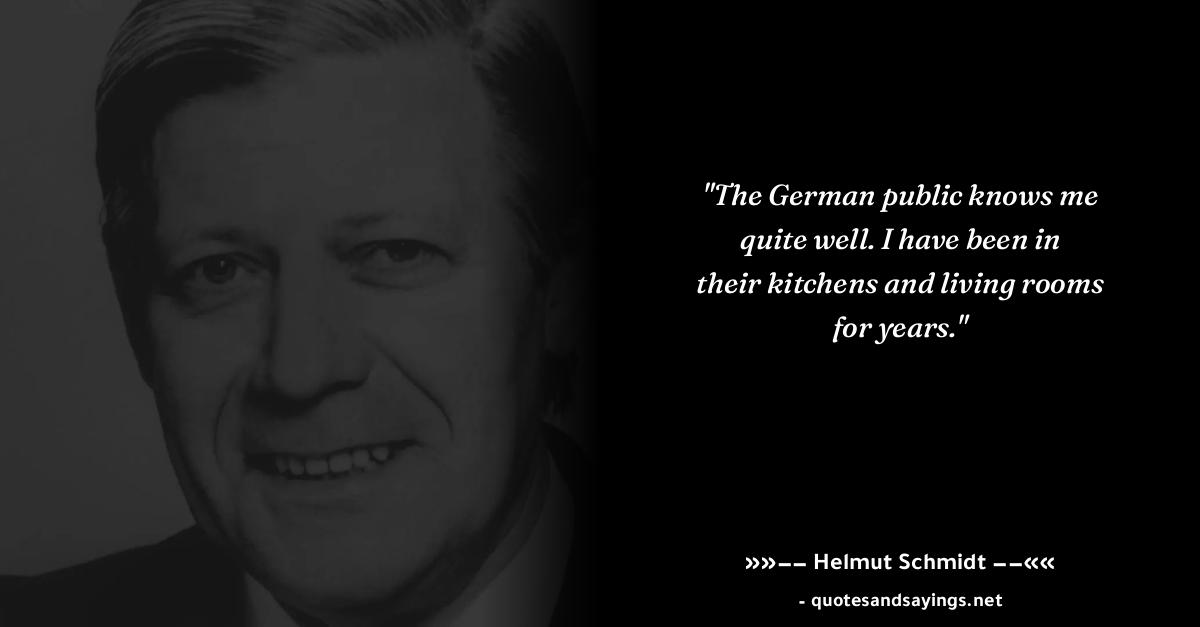 "The German public knows me
quite well. I have been in
their kitchens and living rooms
for years."
»»–– Helmut Schmidt ––««
- quotesandsayings.net